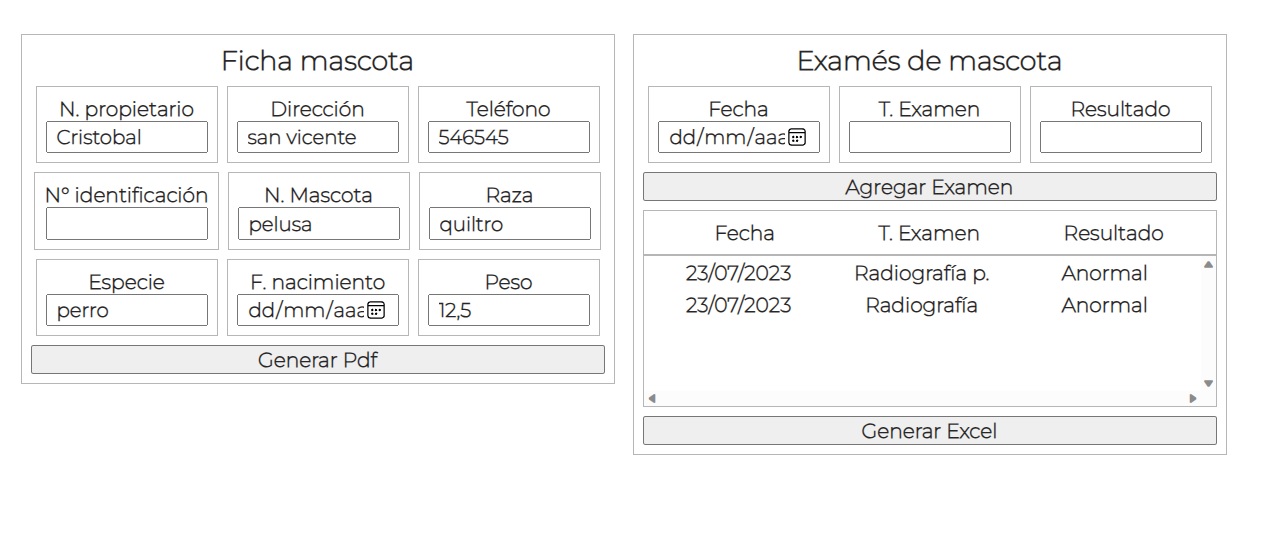 Ficha mascota
N. propietario Dirección Teléfono
Cristobal san vicente 546545
Nº identificación N. Mascota Raza
pelusa quiltro
Especie F. nacimiento Peso
perro dd/mm/aaa 12,5
Generar Pdf
Examés de mascota
Fecha T. Examen Resultado
dd/mm/aaa
Agregar Examen
Fecha T. Examen Resultado
23/07/2023 Radiografía p. Anormal
23/07/2023 Radiografía Anormal
Generar Excel